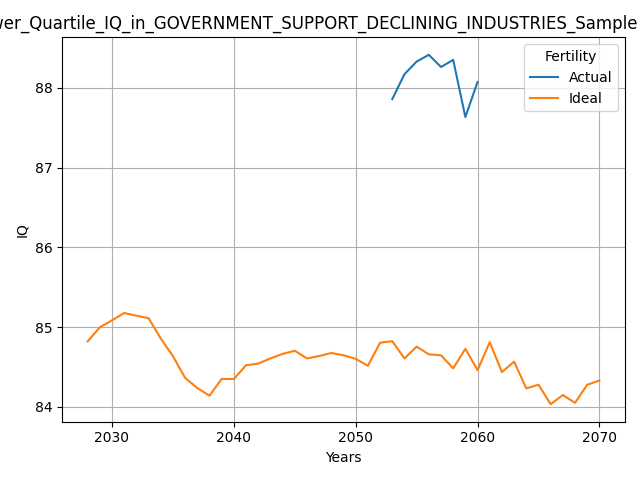 wer_Quartile_IQ_in_GOVERNMENT_SUPPORT_DECLINING_INDUSTRIES_Sample
Fertility
Actual
Ideal
IQ
88
87
86
85
84
2030 2040 2050 2060 2070
Years